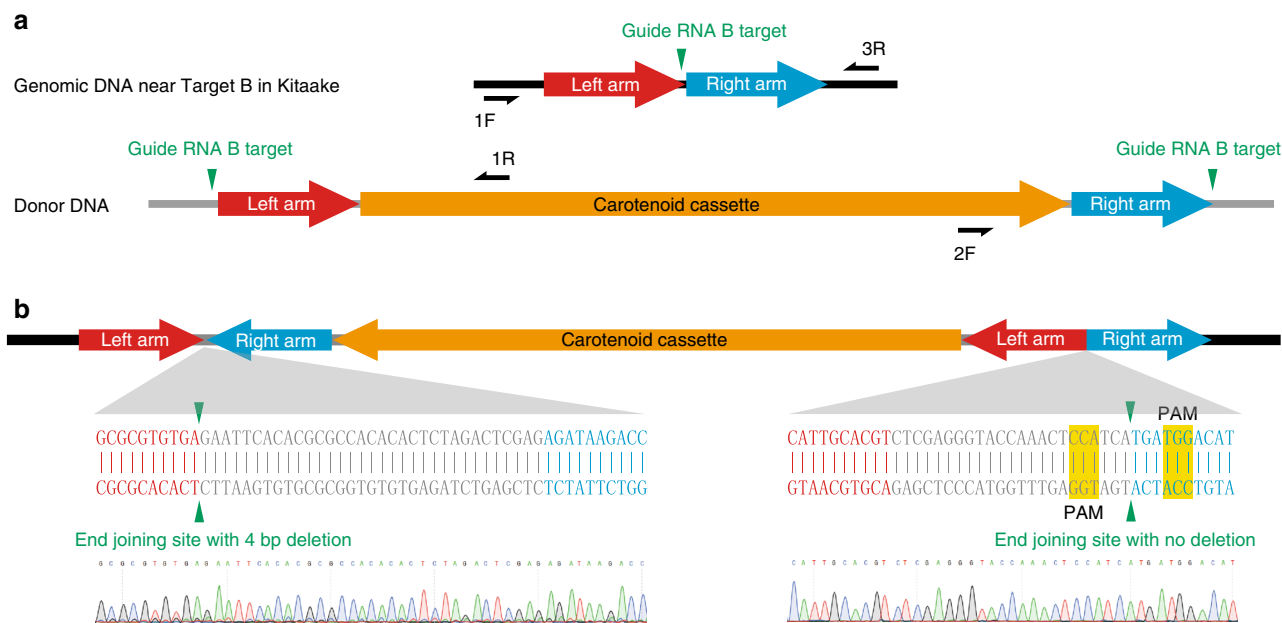 a
Guide RNA B target
3R
Genomic DNA near Target B in Kitaake
Left arm
Right arm
1F
Guide RNA B target
1R
Guide RNA B target
Donor DNA
Left arm
Carotenoid cassette
Right arm
2F
b
Left arm
Right arm
Carotenoid cassette
Left arm
Right arm
PAM
GCGCGTGTGAGAATTCACACGCGCCACACACTCTAGACTCGAGAGATAAGACC
CGCGCACACTCTTAAGTGTGCGCGGTGTGTGAGATCTGAGCTCTCTATTCTGG
CATTGCACGTCTCGAGGGTACCAAACTCCATCATGATGGACAT
GTAACGTGCAGAGCTCCCATGGTTTGAGGTAGTACTACCTGTA
PAM
End joining site with 4 bp deletion
End joining site with no deletion
G C G C G T G T G A G A A T T C A C A C G C G C C A C A C A C T C T A G A C T C G A G A G A T A A G A C C
C A T T G C A C G T C T C G A G G G T A C C A A A C T C C A T C A T G A T G G A C A T